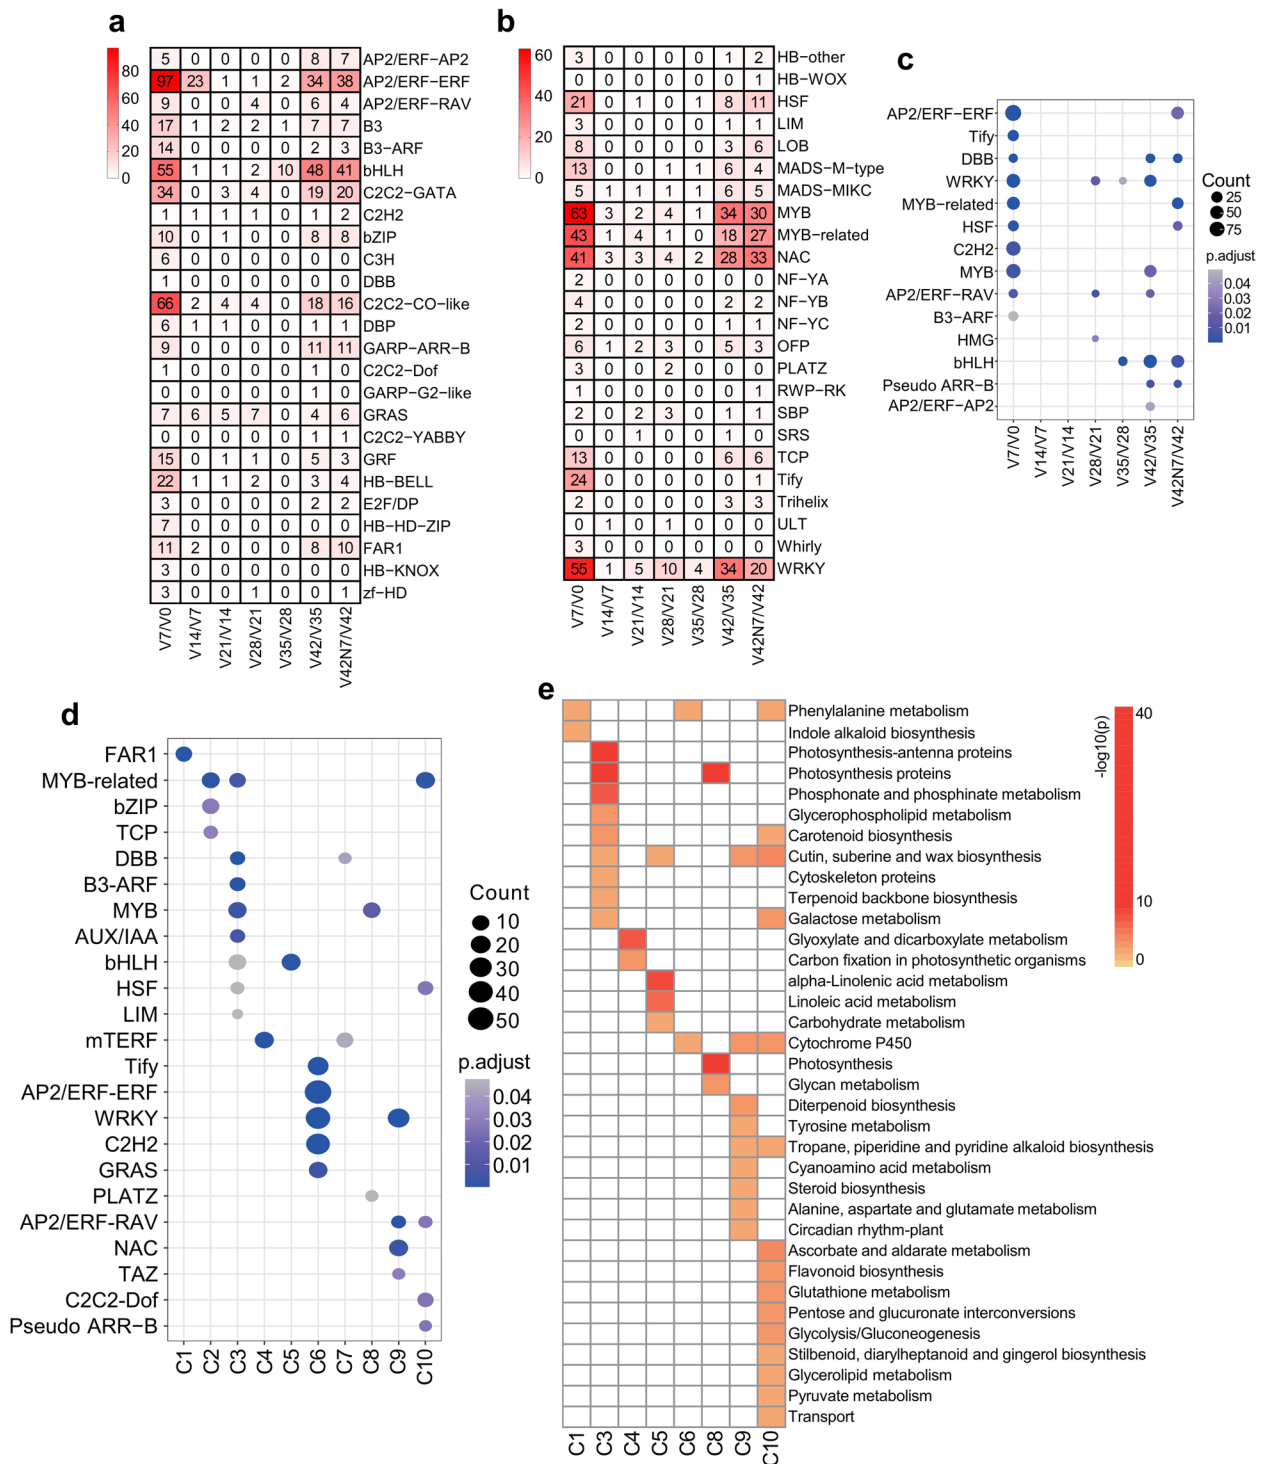 a
80
60
40
20
0
5 0 0 0 0 8 7 AP2/ERF−AP2
97 23 1 1 2 34 38 AP2/ERF−ERF
9 0 0 4 0 6 4 AP2/ERF−RAV
17 1 2 2 1 7 7 B3
14 0 0 0 0 2 3 B3−ARF
55 1 1 2 10 48 41 bHLH
34 0 3 4 0 19 20 C2C2−GATA
1 1 1 1 0 1 2 C2H2
10 0 1 0 0 8 8 bZIP
6 0 0 0 0 0 0 C3H
1 0 0 0 0 0 0 DBB
66 2 4 4 0 18 16 C2C2−CO−like
6 1 1 0 0 1 1 DBP
9 0 0 0 0 11 11 GARP−ARR−B
1 0 0 0 0 1 0 C2C2−Dof
0 0 0 0 0 1 0 GARP−G2−like
7 6 5 7 0 4 6 GRAS
0 0 0 0 0 1 1 C2C2−YABBY
15 0 1 1 0 5 3 GRF
22 1 1 2 0 3 4 HB−BELL
3 0 0 0 0 2 2 E2F/DP
7 0 0 0 0 0 0 HB−HD−ZIP
11 2 0 0 0 8 10 FAR1
3 0 0 0 0 0 0 HB−KNOX
3 0 0 1 0 0 1 zf−HD
V7/V0
V14/V7
V21/V14
V28/V21
V35/V28
V42/V35
V42N7/V42
b
60
40
20
0
3 0 0 0 0 1 2 HB−other
0 0 0 0 0 0 1 HB−WOX
21 0 1 0 1 8 11 HSF
3 0 0 0 0 1 1 LIM
8 0 0 0 0 3 6 LOB
13 0 0 1 1 6 4 MADS−M−type
5 1 1 1 1 6 5 MADS−MIKC
63 3 2 4 1 34 30 MYB
43 1 4 1 0 18 27 MYB−related
41 3 3 4 2 28 33 NAC
2 0 0 0 0 0 0 NF−YA
4 0 0 0 0 2 2 NF−YB
2 0 0 0 0 1 1 NF−YC
6 1 2 3 0 5 3 OFP
3 0 0 2 0 0 0 PLATZ
1 0 0 0 0 0 1 RWP−RK
2 0 2 3 0 1 1 SBP
0 0 1 0 0 1 0 SRS
13 0 0 0 0 6 6 TCP
24 0 0 0 0 0 1 Tify
2 0 0 0 0 3 3 Trihelix
0 1 0 1 0 0 0 ULT
3 0 0 0 0 0 0 Whirly
55 1 5 10 4 34 20 WRKY
V7/V0
V14/V7
V21/V14
V28/V21
V35/V28
V42/V35
V42N7/V42
c
AP2/ERF−ERF
Tify
DBB
WRKY
MYB−related
HSF
C2H2
MYB
AP2/ERF−RAV
B3−ARF
HMG
bHLH
Pseudo ARR−B
AP2/ERF−AP2
V7/V0
V14/V7
V21/V14
V28/V21
V35/V28
V42/V35
V42N7/V42
Count
25
50
75
p.adjust
0.04
0.03
0.02
0.01
d
FAR1
MYB-related
bZIP
TCP
DBB
B3-ARF
MYB
AUX/IAA
bHLH
HSF
LIM
mTERF
Tify
AP2/ERF-ERF
WRKY
C2H2
GRAS
PLATZ
AP2/ERF-RAV
NAC
TAZ
C2C2-Dof
Pseudo ARR−B
C1
C2
C3
C4
C5
C6
C7
C8
C9
C10
Count
10
20
30
40
50
p.adjust
0.04
0.03
0.02
0.01
e
Phenylalanine metabolism
Indole alkaloid biosynthesis
Photosynthesis-antenna proteins
Photosynthesis proteins
Phosphonate and phosphinate metabolism
Glycerophospholipid metabolism
Carotenoid biosynthesis
Cutin, suberine and wax biosynthesis
Cytoskeleton proteins
Terpenoid backbone biosynthesis
Galactose metabolism
Glyoxylate and dicarboxylate metabolism
Carbon fixation in photosynthetic organisms
alpha-Linolenic acid metabolism
Linoleic acid metabolism
Carbohydrate metabolism
Cytochrome P450
Photosynthesis
Glycan metabolism
Diterpenoid biosynthesis
Tyrosine metabolism
Tropane, piperidine and pyridine alkaloid biosynthesis
Cyanoamino acid metabolism
Steroid biosynthesis
Alanine, aspartate and glutamate metabolism
Circadian rhythm-plant
Ascorbate and aldarate metabolism
Flavonoid biosynthesis
Glutathione metabolism
Pentose and glucuronate interconversions
Glycolysis/Gluconeogenesis
Stilbenoid, diarylheptanoid and gingerol biosynthesis
Glycerolipid metabolism
Pyruvate metabolism
Transport
C1
C3
C4
C5
C6
C8
C9
C10
-log10(p)
40
10
0